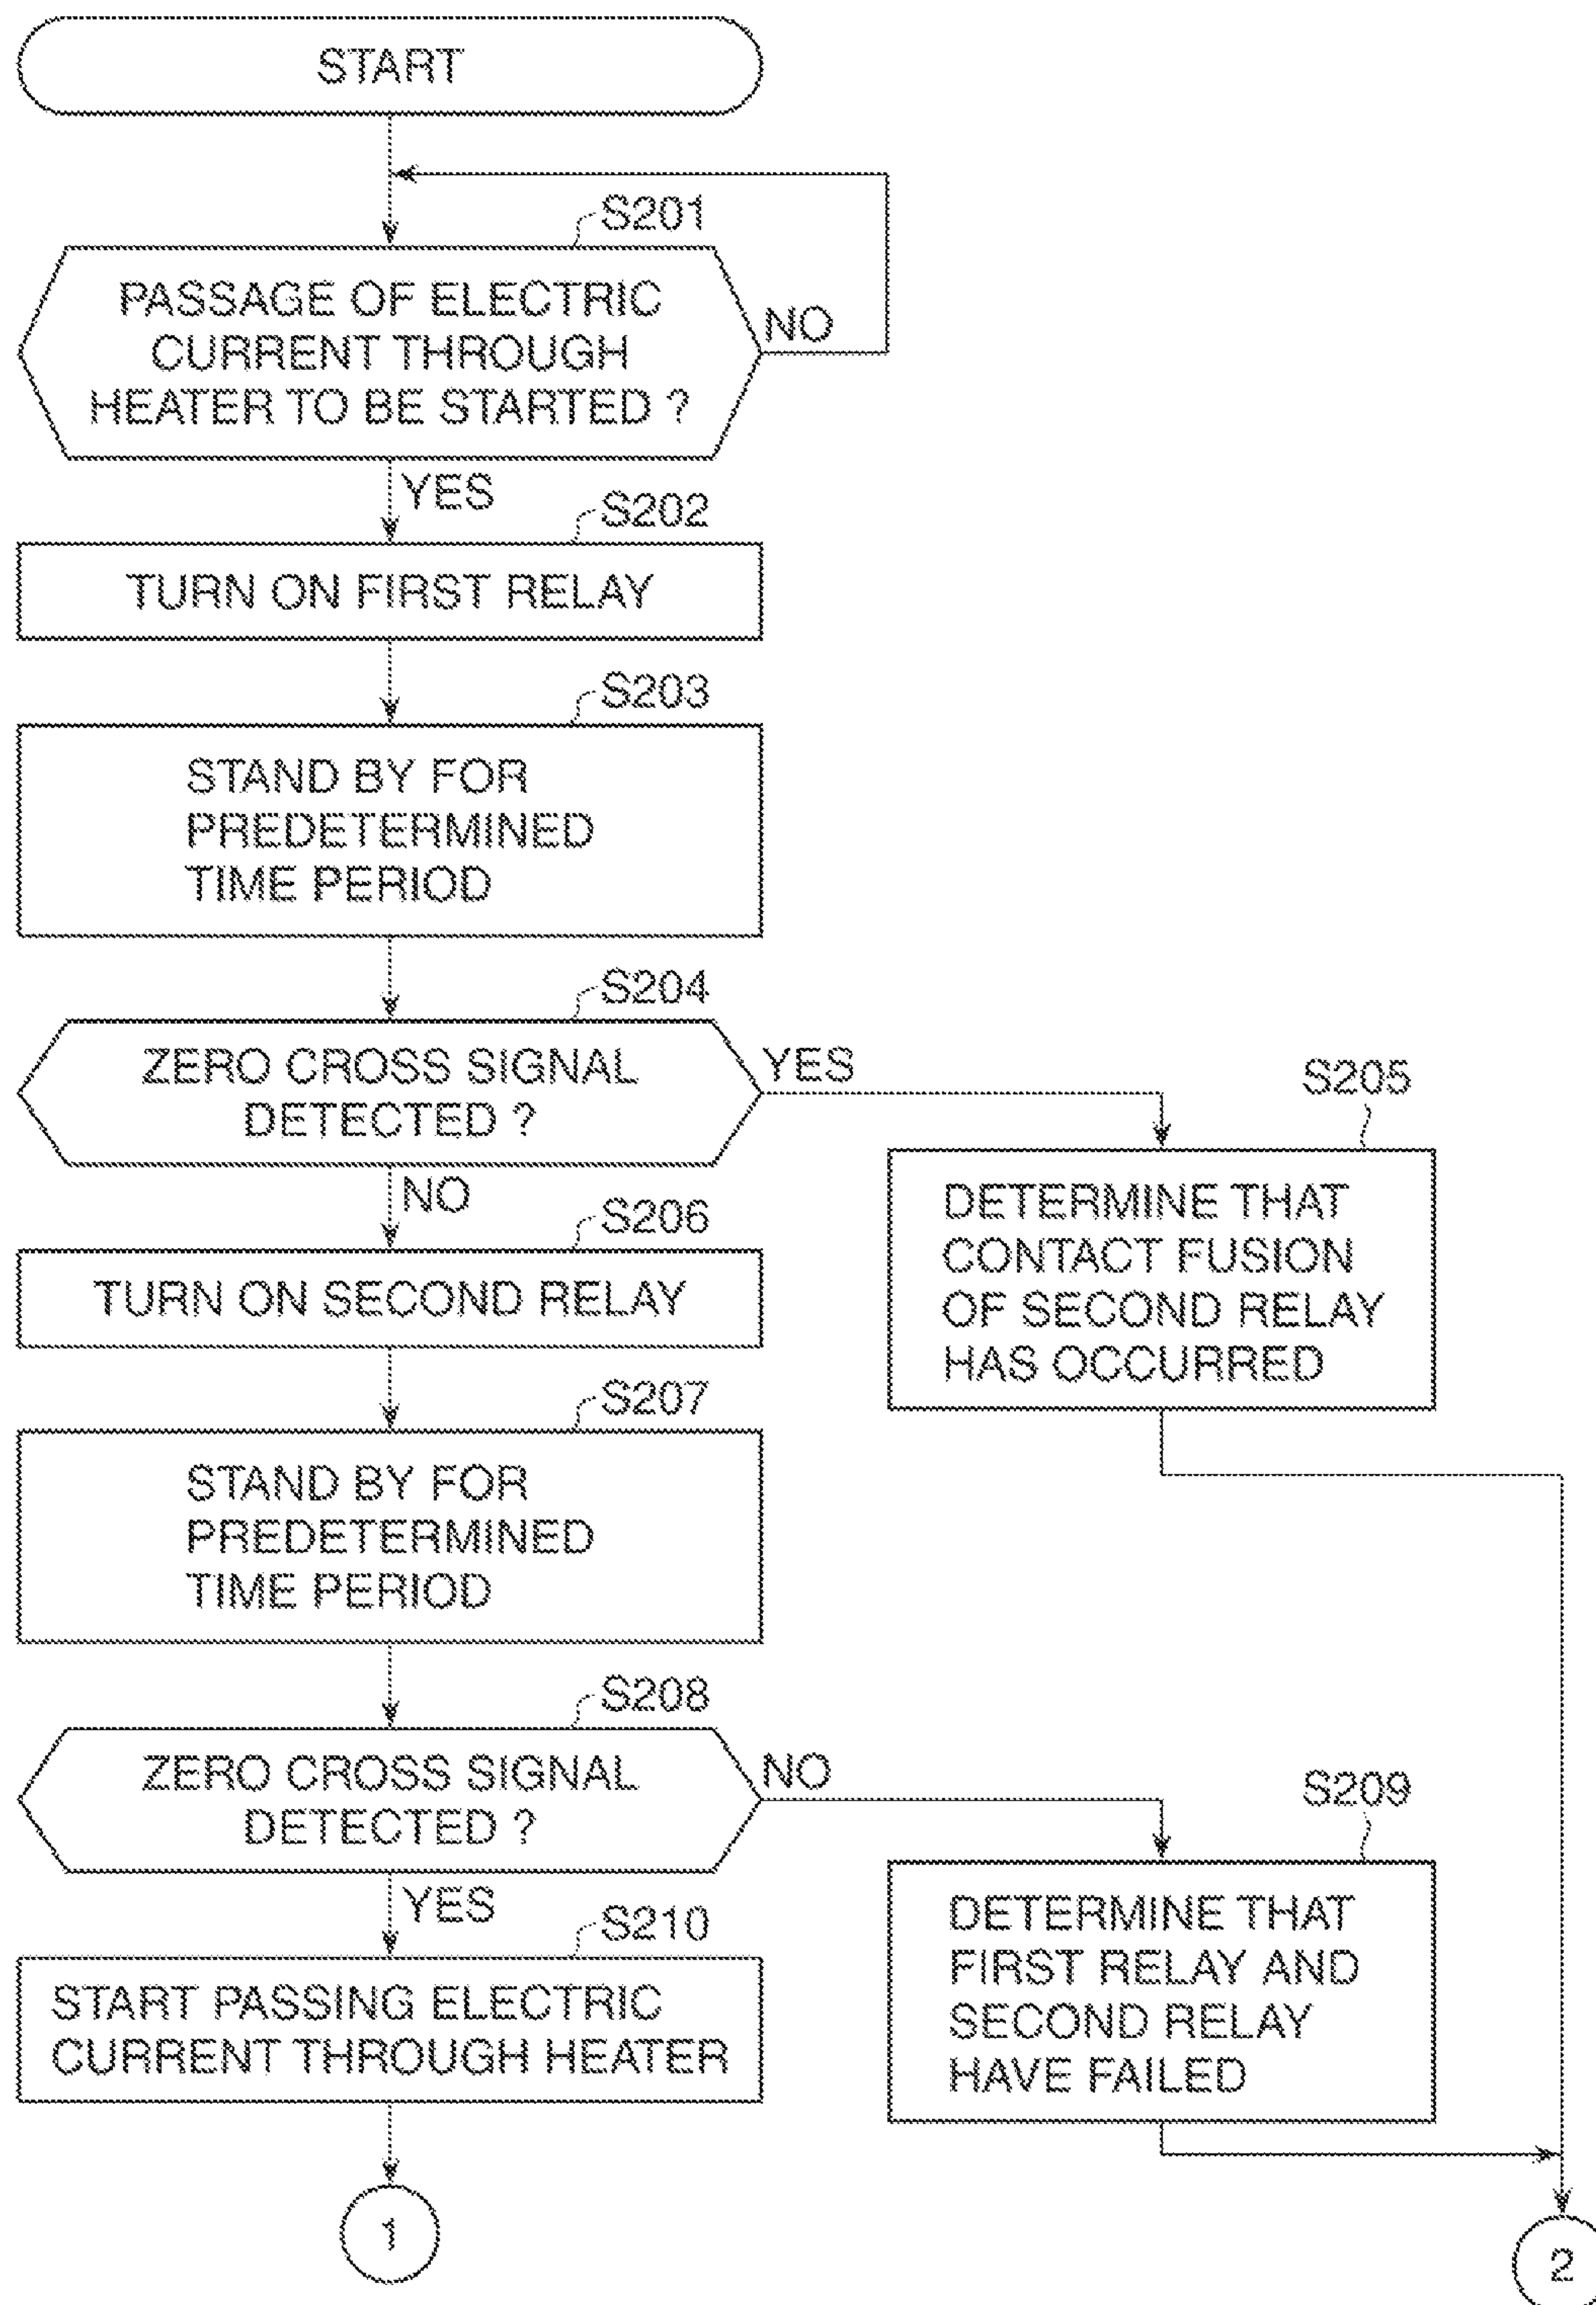 START
S201
PASSAGE OF ELECTRIC
CURRENT THROUGH
HEATER TO BE STARTED ?
NO
YES
S202
TURN ON FIRST RELAY
S203
STAND BY FOR
PREDETERMINED
TIME PERIOD
S204
ZERO CROSS SIGNAL
DETECTED ?
YES
S205
DETERMINE THAT
CONTACT FUSION
OF SECOND RELAY
HAS OCCURRED
NO
S206
TURN ON SECOND RELAY
S207
STAND BY FOR
PREDETERMINED
TIME PERIOD
S208
ZERO CROSS SIGNAL
DETECTED ?
NO
S209
DETERMINE THAT
FIRST RELAY AND
SECOND RELAY
HAVE FAILED
YES
S210
START PASSING ELECTRIC
CURRENT THROUGH HEATER
1
2